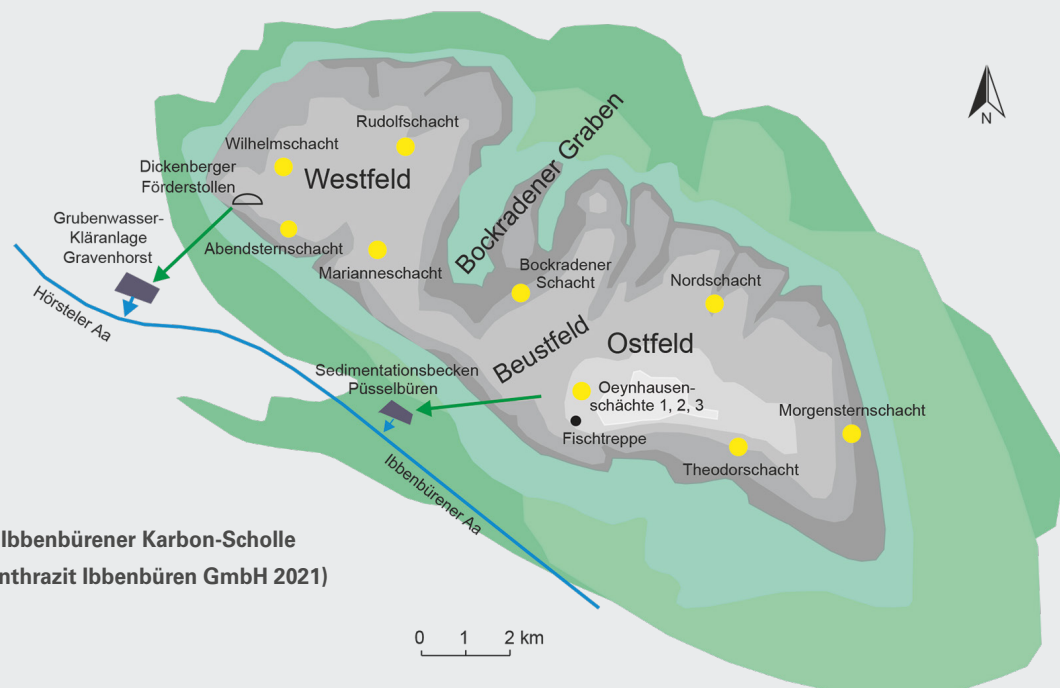 Rudolfschacht
Wilhelmschacht
Westfeld
Dickenberger
Förderstollen
Grubenwasser-
Kläranlage
Gravenhorst
Abendsternschacht
Marianneschacht
Hörsteler Aa
Bockradener Graben
N
Bockradener
Schacht
Nordschacht
Beustfeld
Ostfeld
Sedimentationsbecken
Püsselbüren
Oeynhausen-
schächte 1, 2, 3
Fischtreppe
Morgensternschacht
Theodorschacht
Ibbenbürener Aa
Ibbenbürener Karbon-Scholle
nthrazit Ibbenbüren GmbH 2021)
0 1 2 km